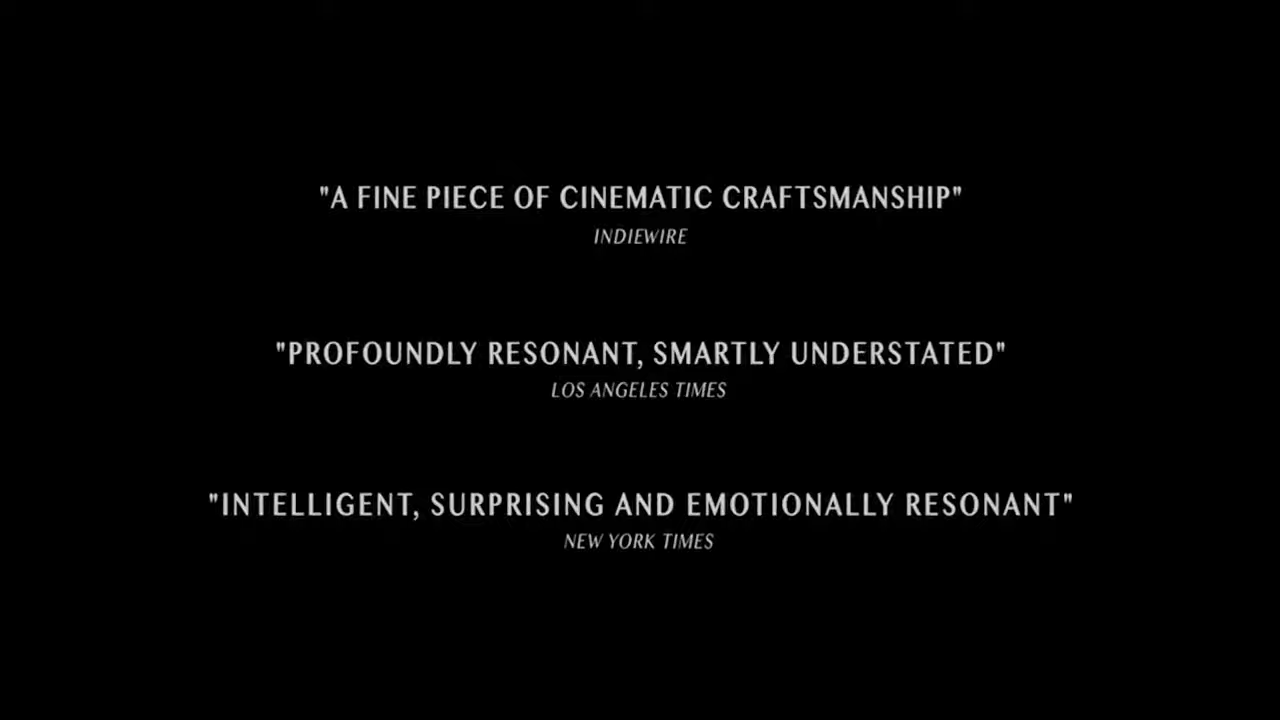 "A FINE PIECE OF CINEMATIC CRAFTSMANSHIP"
INDIEWIRE
"PROFOUNDLY RESONANT, SMARTLY UNDERSTATED"
LOS ANGELES TIMES
"INTELLIGENT, SURPRISING AND EMOTIONALLY RESONANT"
NEW YORK TIMES